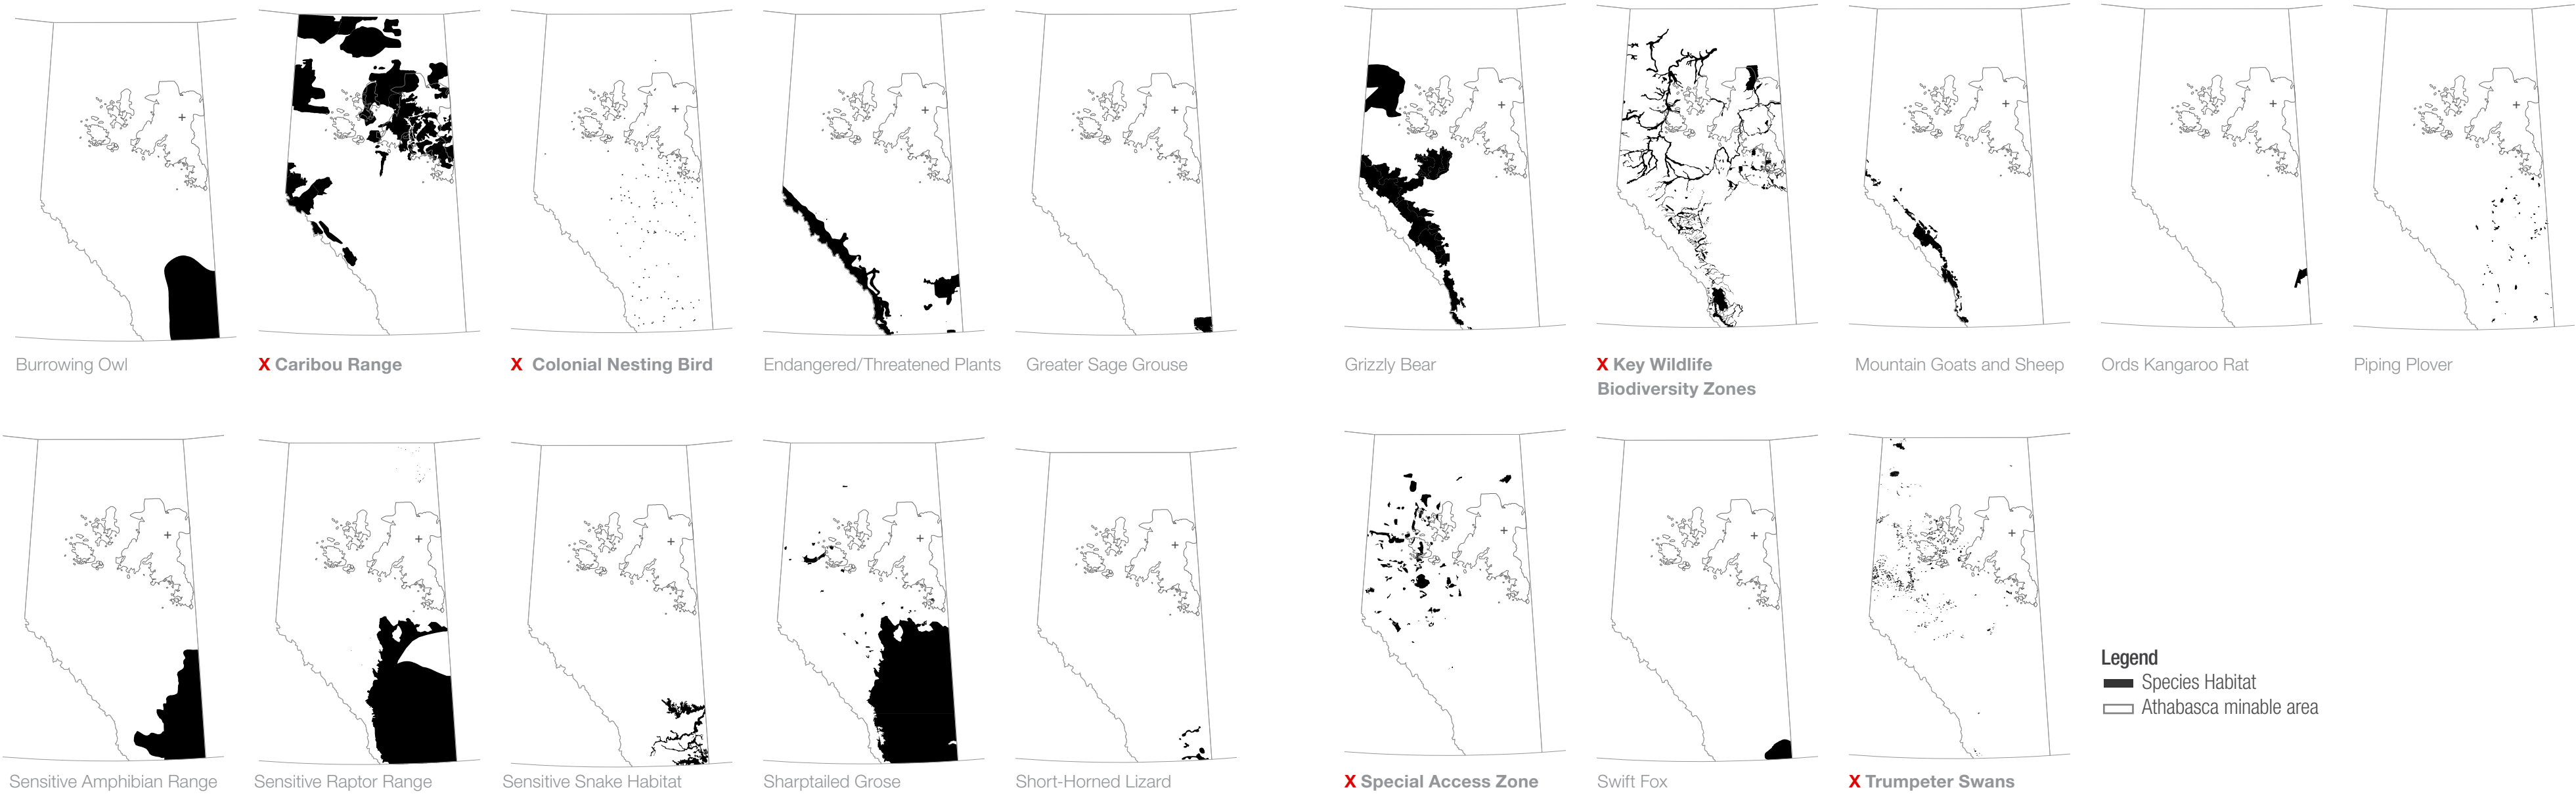 Burrowing Owl
X Caribou Range
X Colonial Nesting Bird
Endangered/Threatened Plants
Greater Sage Grouse
Grizzly Bear
X Key Wildlife
Biodiversity Zones
Mountain Goats and Sheep
Ords Kangaroo Rat
Piping Plover
Sensitive Amphibian Range
Sensitive Raptor Range
Sensitive Snake Habitat
Sharptailed Grose
Short-Horned Lizard
X Special Access Zone
Swift Fox
X Trumpeter Swans
Legend
Species Habitat
Athabasca minable area